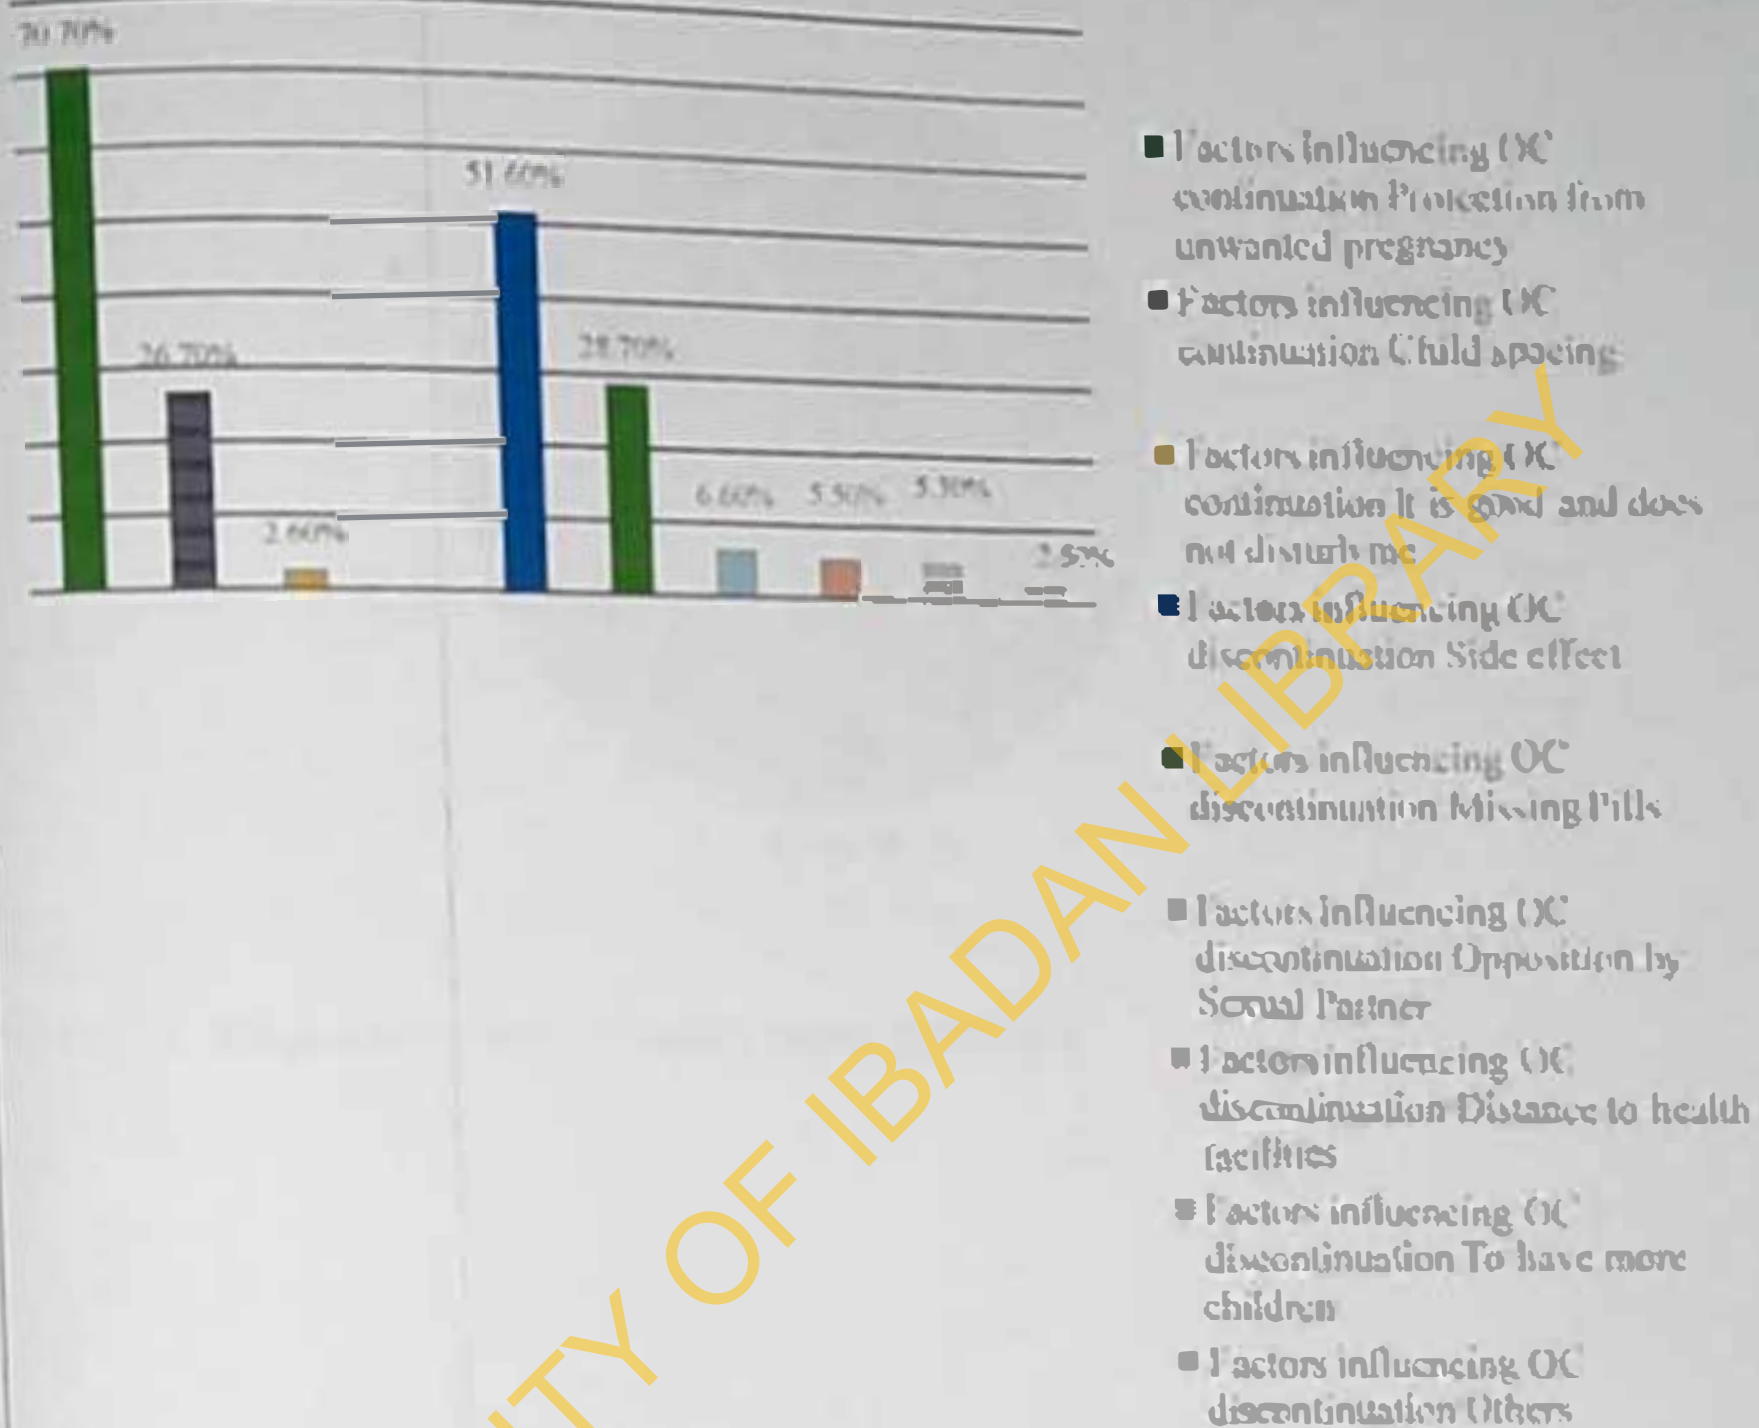 70.70%
51.60%
26.70%
28.70%
6.60% 5.50% 5.30%
2.60%
Factors influencing OC
continuation Protection from
unwanted pregnancy
Factors influencing OC
continuation Child spacing
Factors influencing OC
continuation It is good and does
not disturb me
Factors influencing OC
discontinuation Side effect
Factors influencing OC
discontinuation Missing Pills
Factors influencing OC
discontinuation Opposition by
Sexual Partner
Factors influencing OC
discontinuation Distance to health
facilities
Factors influencing OC
discontinuation To have more
children
Factors influencing OC
discontinuation Others
ITY OF IBADAN LIBRARY